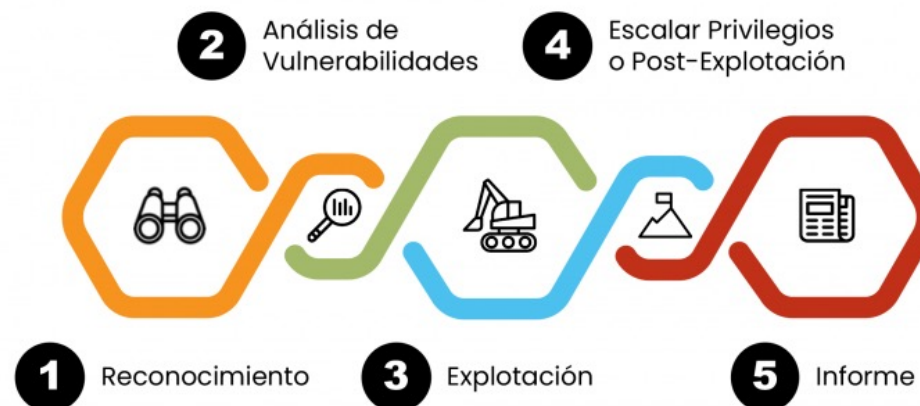 2
Análisis de
Vulnerabilidades
4
Escalar Privilegios
o Post-Explotación
1
Reconocimiento
3
Explotación
5
Informe